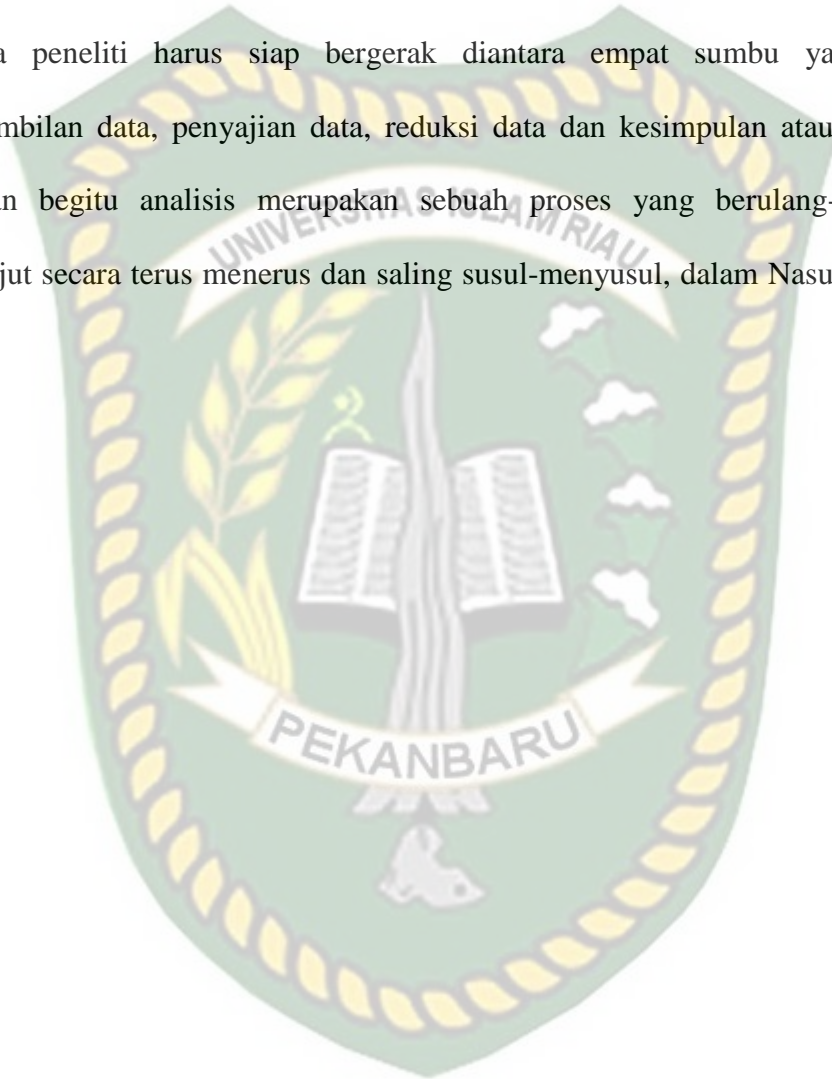 a peneliti harus siap bergerak diantara empat sumbu ya
mbilan data, penyajian data, reduksi data dan kesimpulan atau
an begitu analisis merupakan sebuah proses yang berulang-
jut secara terus menerus dan saling susul-menyusul, dalam Nasu
UNIVERSITAS ISLAM RIAU
PEKANBARU